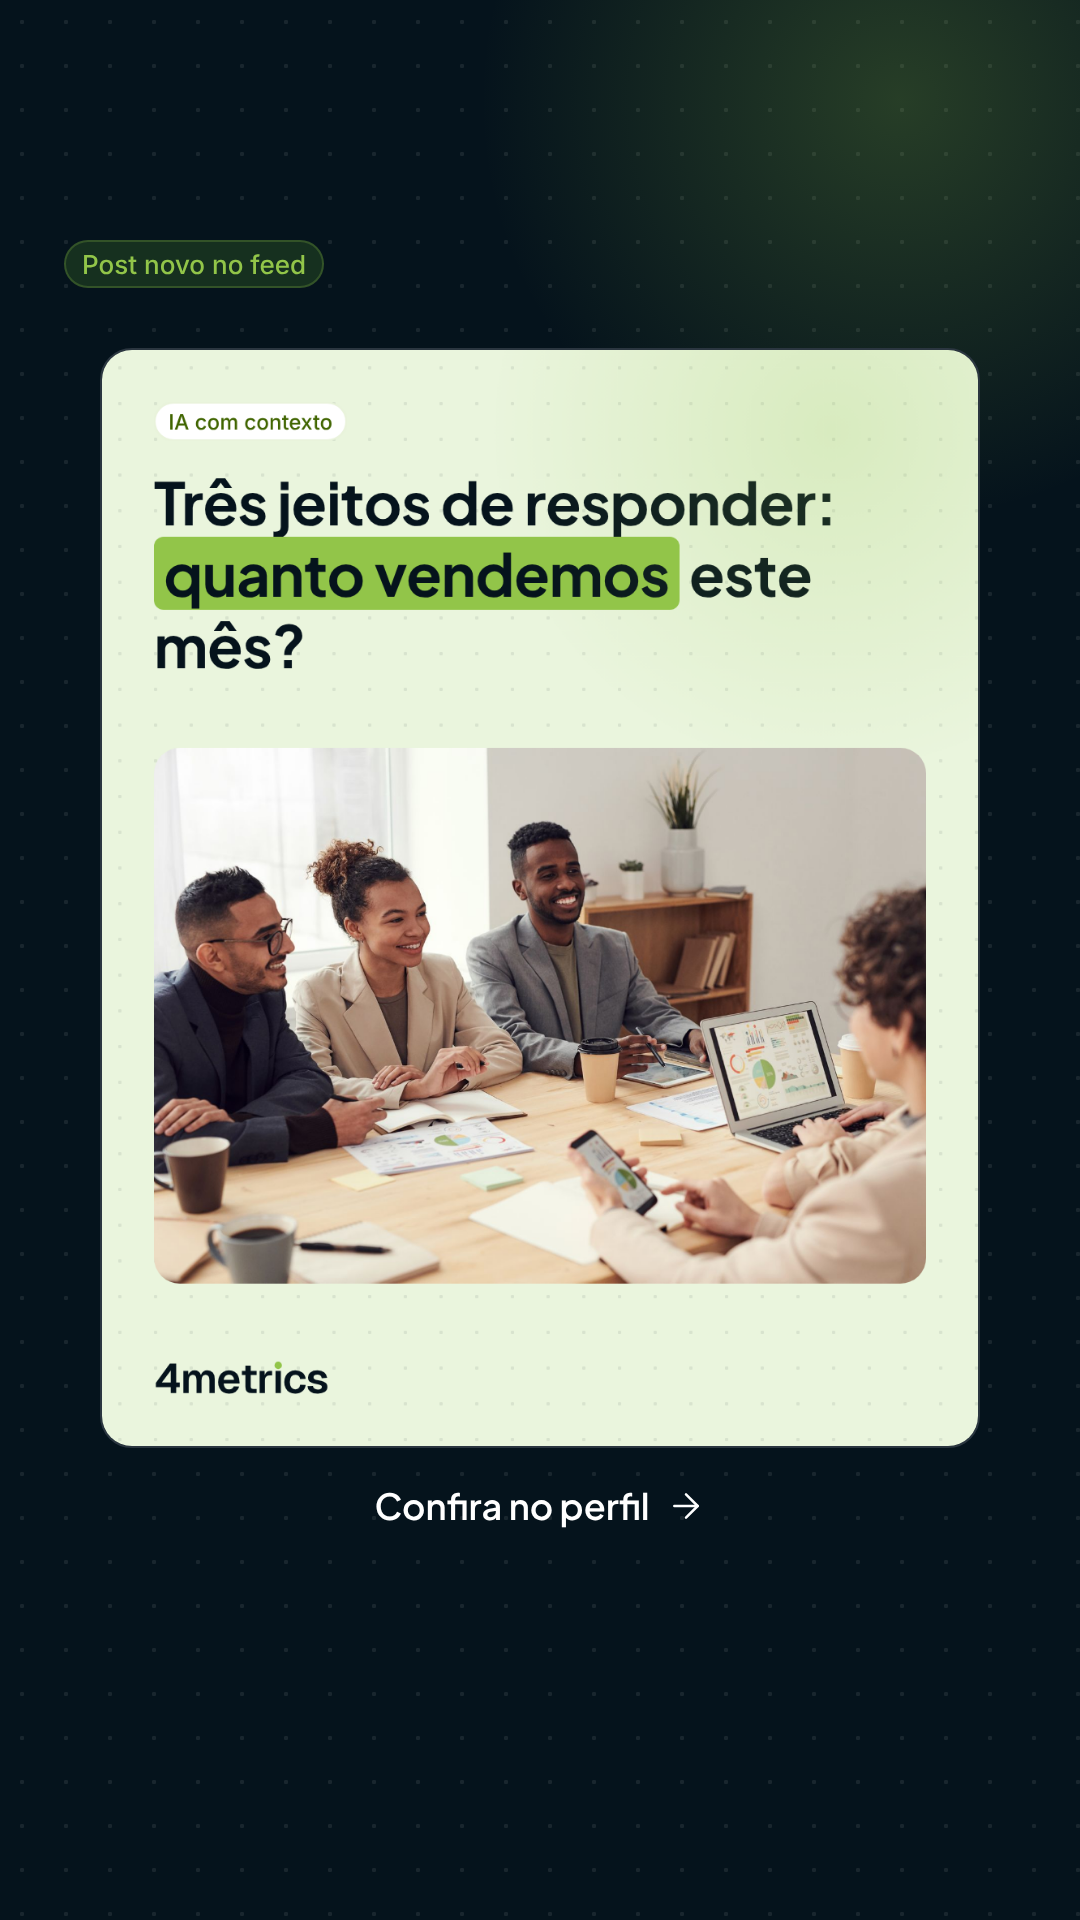 Post novo no feed
IA com contexto
Três jeitos de responder:
quanto vendemos este
mês?
4metrics
Confira no perfil →